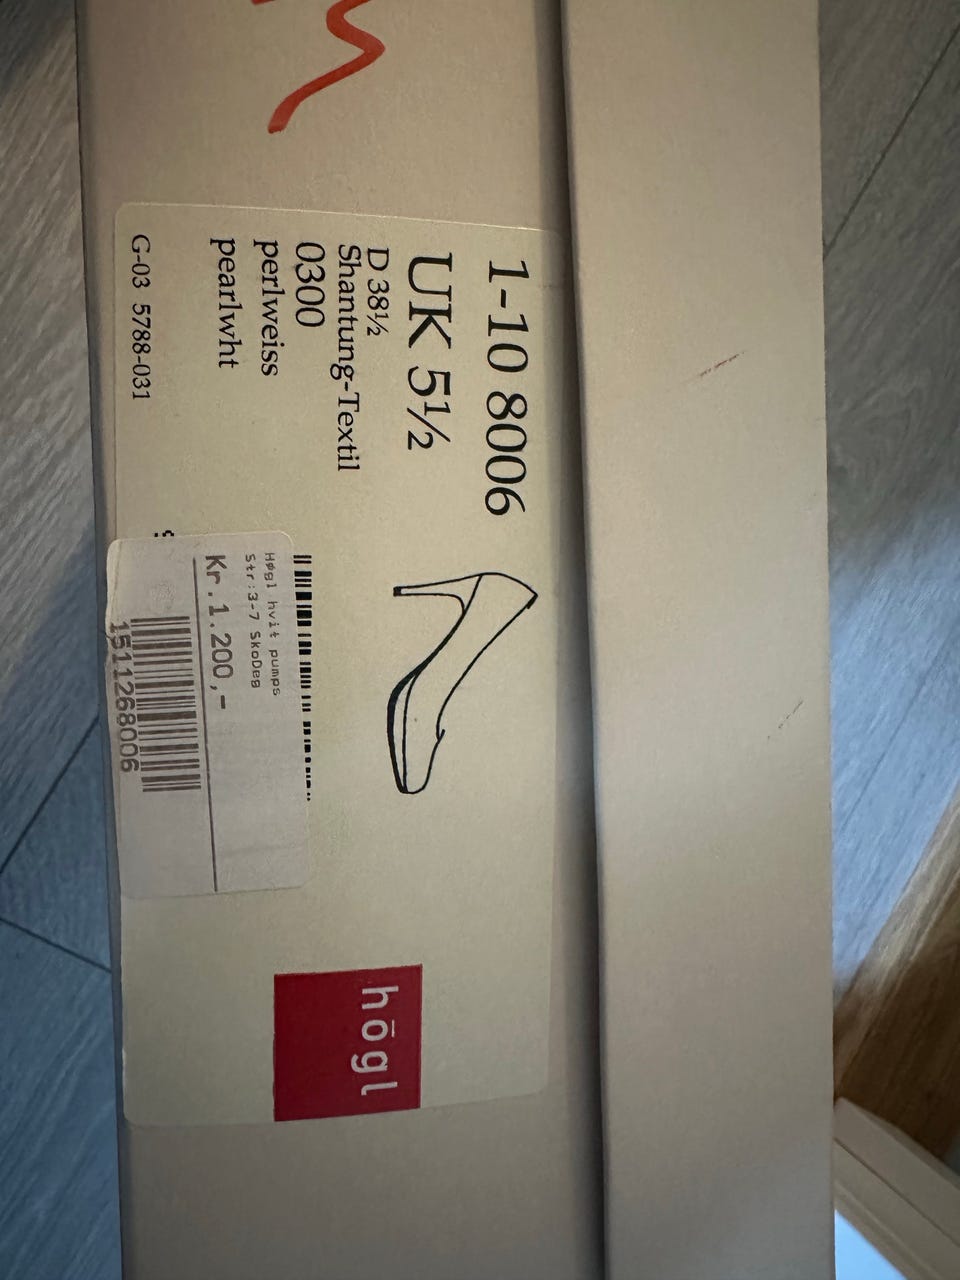 1-10 8006
UK 5½
D 38½
Shantung-Textil
0300
perlweiss
pearlwht
G-03 5788-031
Høgl hvit pumps
Str:3-7 SkoDeg
Kr.1.200,-
1511268006
högl